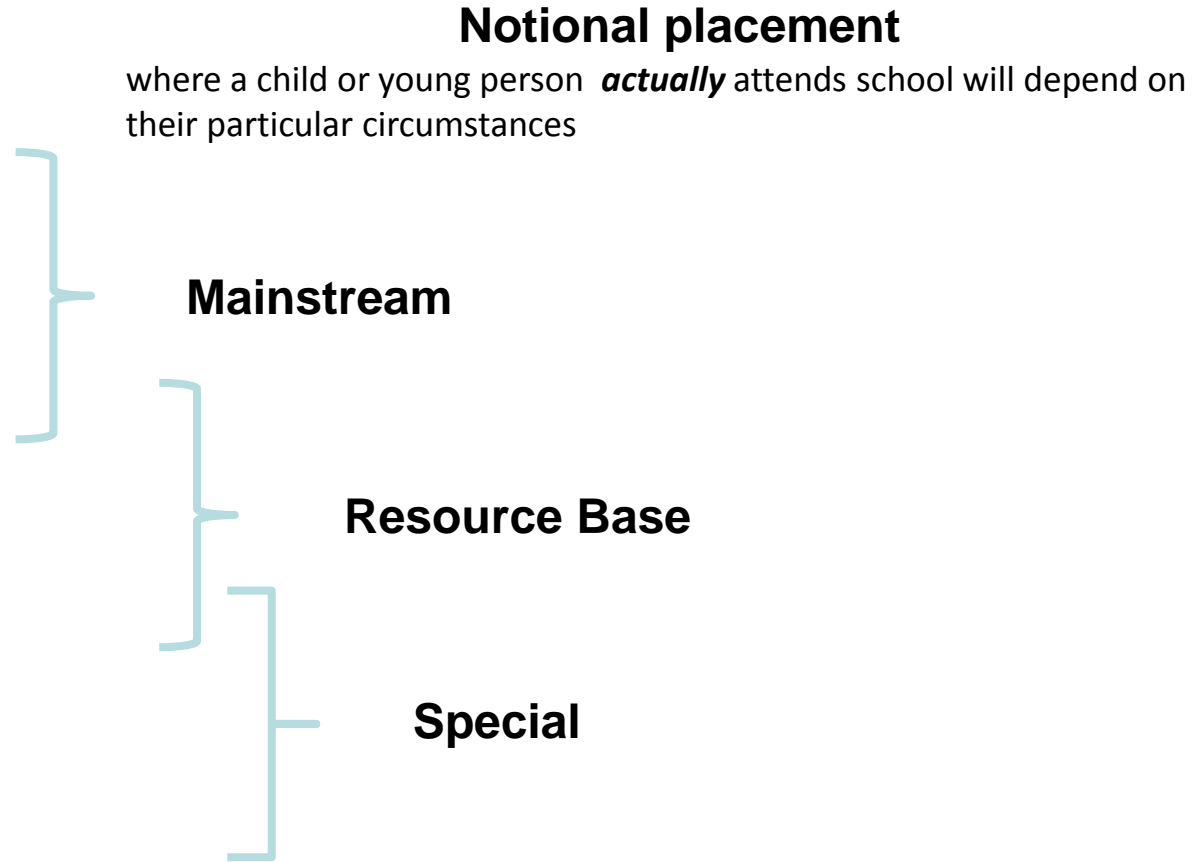 Notional placement
where a child or young person actually attends school will depend on
their particular circumstances
Mainstream
Resource Base
Special